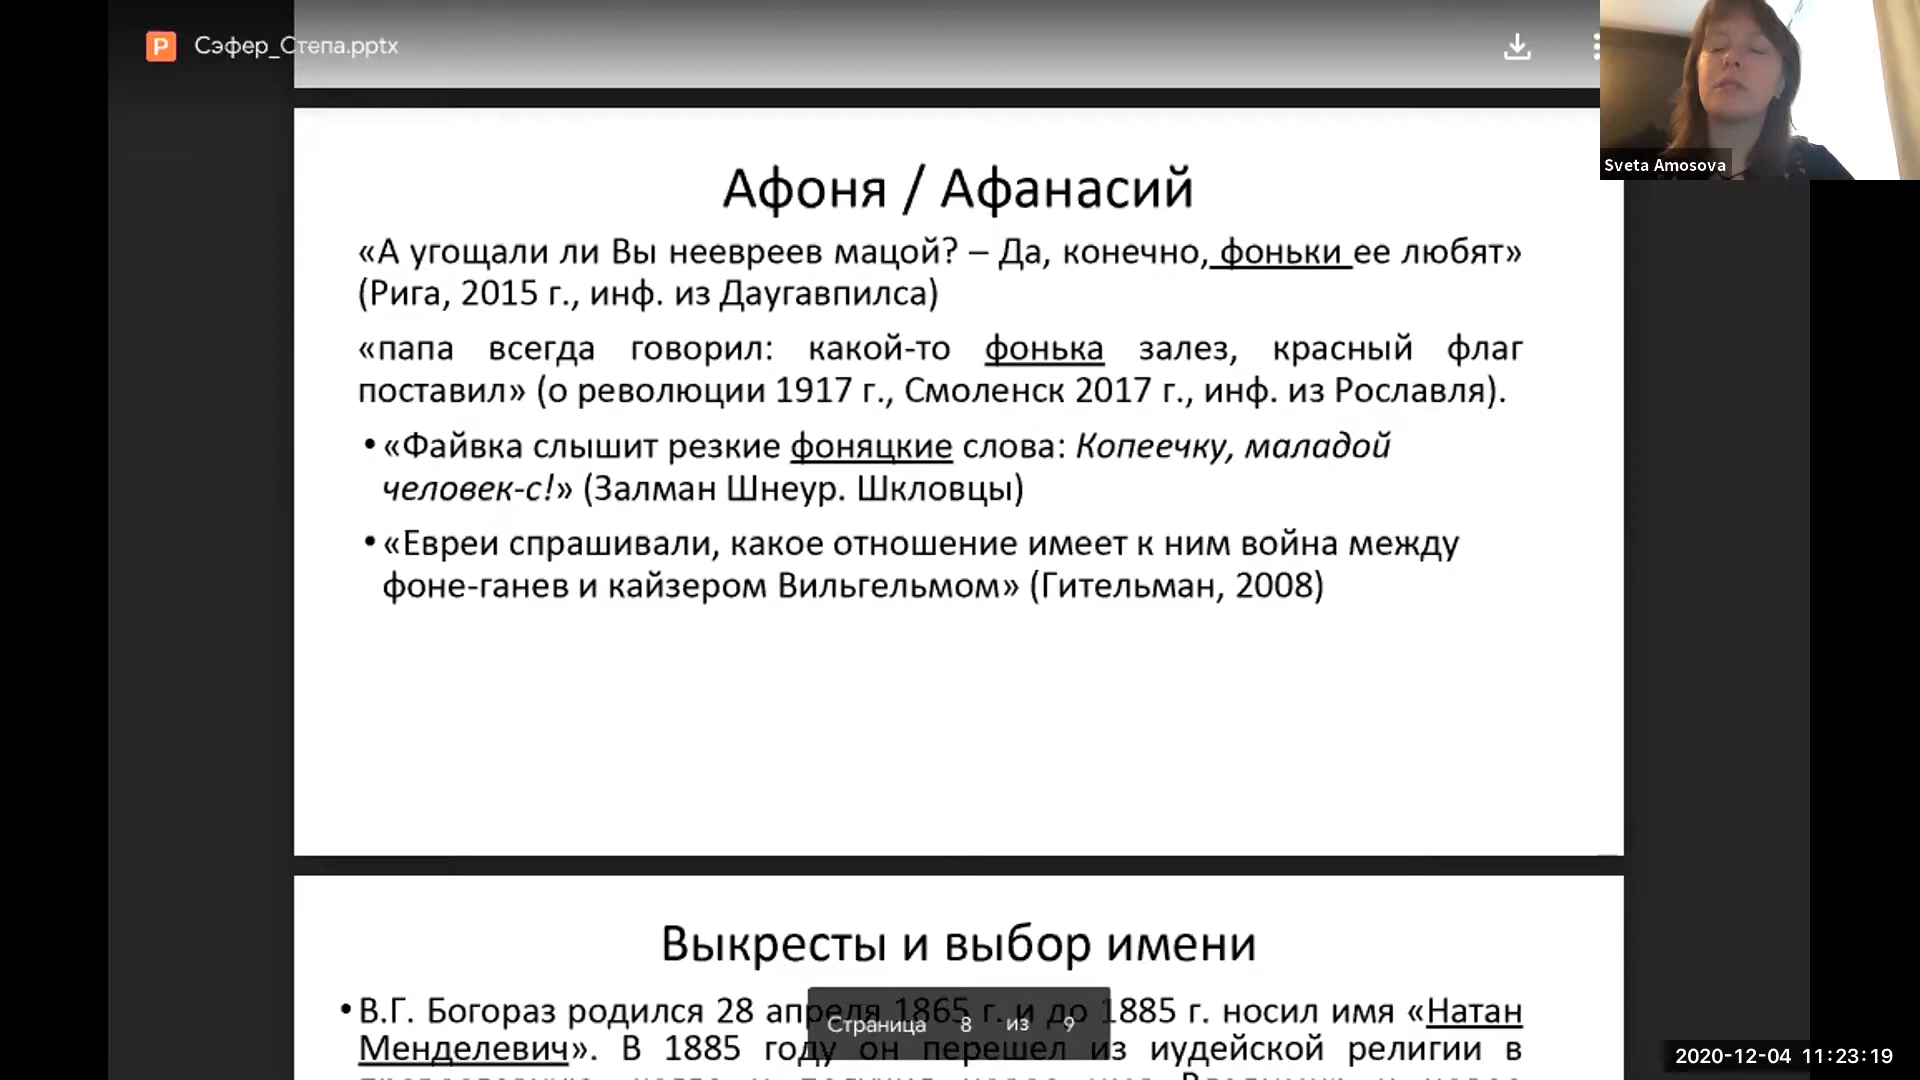 Сэфер_Степа.pptx
Sveta Amosova
Афоня / Афанасий
«А угощали ли Вы неевреев мацой? – Да, конечно, фоньки ее любят»
(Рига, 2015 г., инф. из Даугавпилса)
«папа всегда говорил: какой-то фонька залез, красный флаг
поставил» (о революции 1917 г., Смоленск 2017 г., инф. из Рославля).
• «Файвка слышит резкие фоняцкие слова: Копеечку, маладой
человек-с!» (Залман Шнеур. Шкловцы)
• «Евреи спрашивали, какое отношение имеет к ним война между
фоне-ганев и кайзером Вильгельмом» (Гительман, 2008)
Выкресты и выбор имени
• В.Г. Богораз родился 28 апреля 1865 г. и до 1885 г. носил имя «Натан
Страница 8 из 9
Менделевич». В 1885 году он перешел из иудейской религии в
2020-12-04 11:23:19